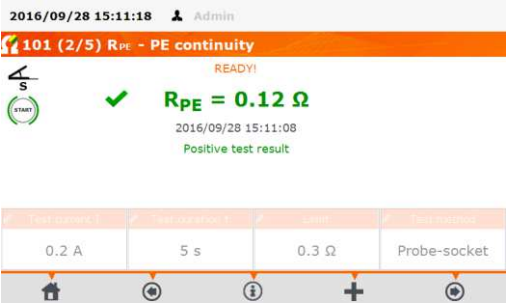 2016/09/28 15:11:18 Admin
101 (2/5) RPE - PE continuity
READY!
S
START
RPE = 0.12 Ω
2016/09/28 15:11:08
Positive test result
Test current I Test duration t Limit Test method
0.2 A 5 s 0.3 Ω Probe-socket